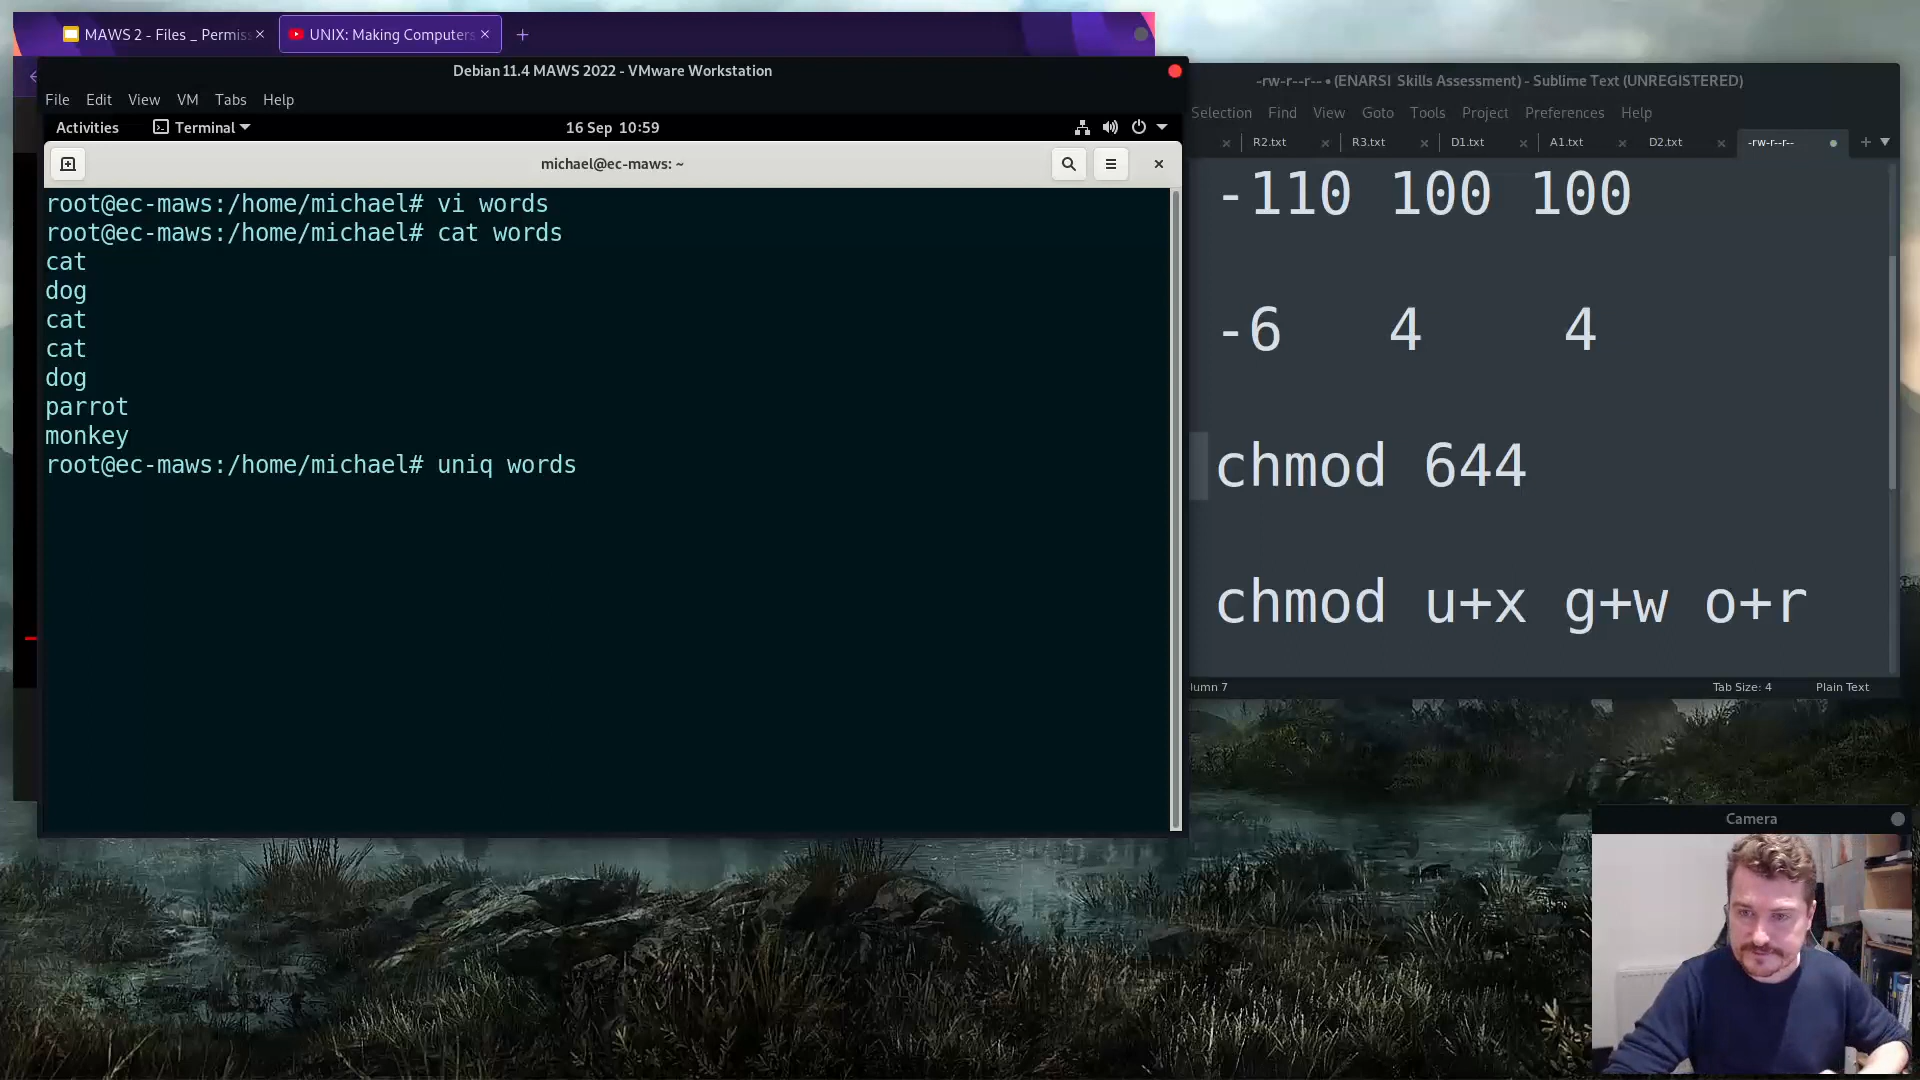 MAWS 2 - Files _ Permis
UNIX: Making Computers
Debian 11.4 MAWS 2022 - VMware Workstation
File Edit View VM Tabs Help
Activities Terminal 16 Sep 10:59
michael@ec-maws: ~
root@ec-maws:/home/michael# vi words
root@ec-maws:/home/michael# cat words
cat
dog
cat
cat
dog
parrot
monkey
root@ec-maws:/home/michael# uniq words
-rw-r--r-- • (ENARSI Skills Assessment) - Sublime Text (UNREGISTERED)
Selection Find View Goto Tools Project Preferences Help
R2.txt R3.txt D1.txt A1.txt D2.txt -rw-r--r--
-110 100 100
-6 4 4
chmod 644
chmod u+x g+w o+r
lumn 7 Tab Size: 4 Plain Text
Camera